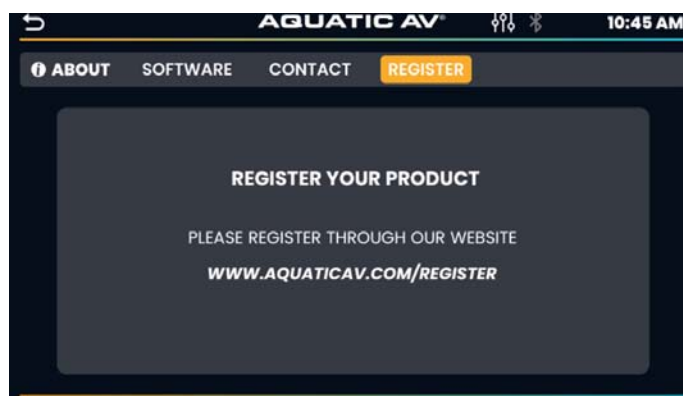 AQUATIC AV® 10:45 AM
ABOUT SOFTWARE CONTACT REGISTER
REGISTER YOUR PRODUCT
PLEASE REGISTER THROUGH OUR WEBSITE
WWW.AQUATICAV.COM/REGISTER